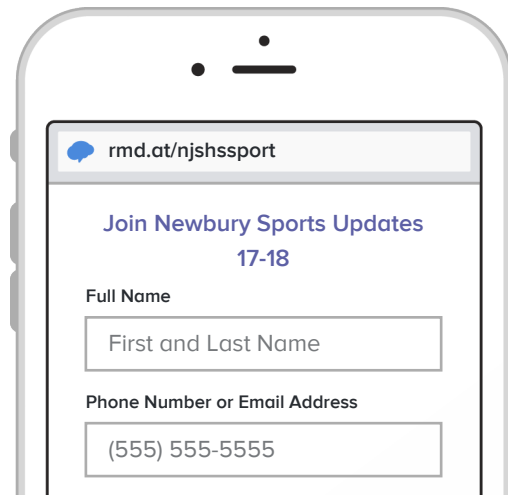 rmd.at/njshssport
Join Newbury Sports Updates
17-18
Full Name
First and Last Name
Phone Number or Email Address
(555) 555-5555